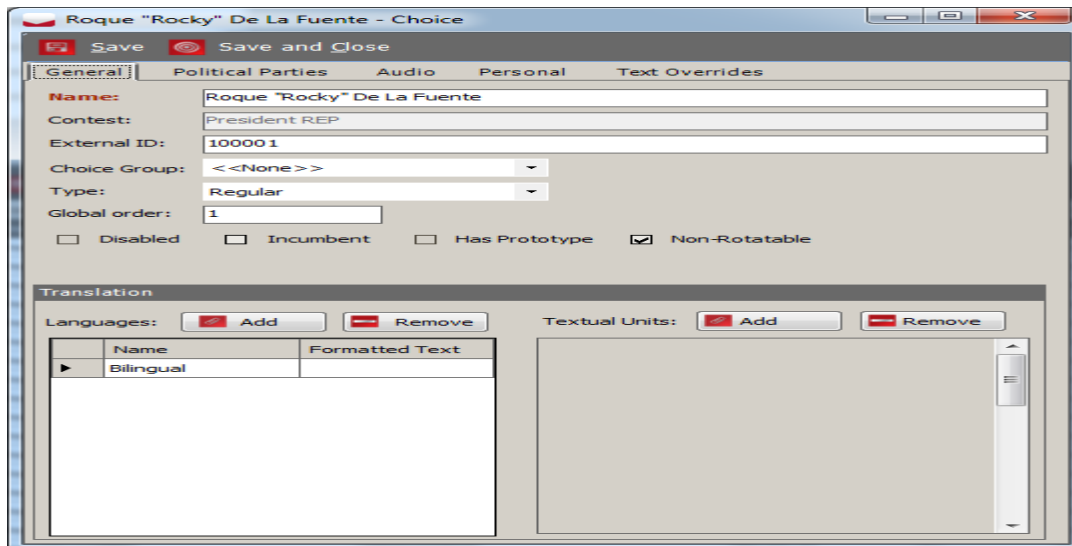 Roque "Rocky" De La Fuente - Choice
Save Save and Close
General Political Parties Audio Personal Text Overrides
Name: Roque "Rocky" De La Fuente
Contest: President REP
External ID: 100001
Choice Group: <<None>>
Type: Regular
Global order: 1
Disabled Incumbent Has Prototype Non-Rotatable
Translation
Languages: Add Remove Textual Units: Add Remove
Name Formatted Text
Bilingual